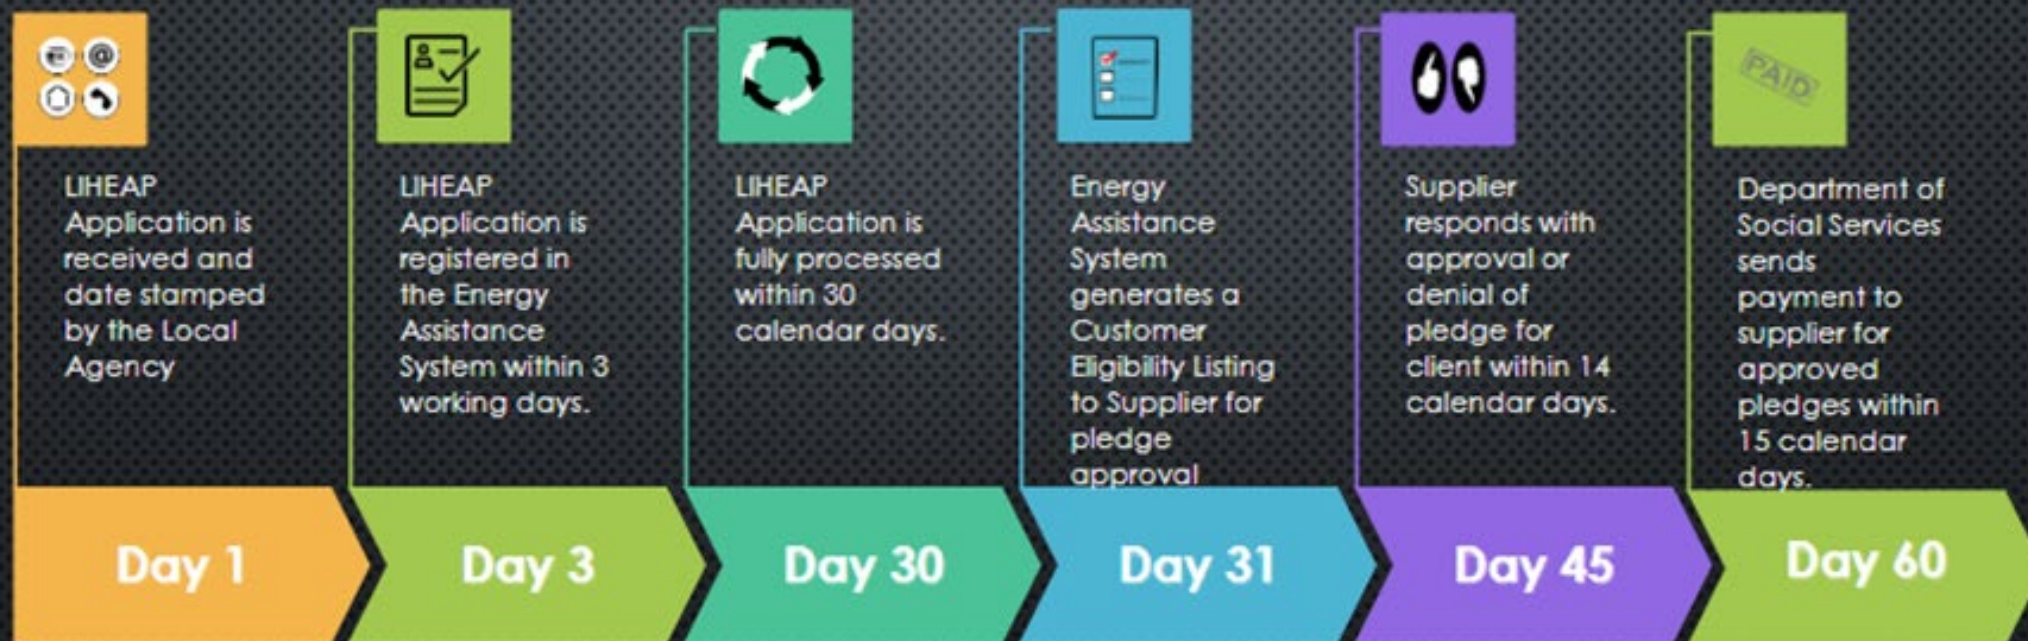 LIHEAP
Application is
received and
date stamped
by the Local
Agency
Day 1
LIHEAP
Application is
registered in
the Energy
Assistance
System within 3
working days.
Day 3
LIHEAP
Application is
fully processed
within 30
calendar days.
Day 30
Energy
Assistance
System
generates a
Customer
Eligibility Listing
to Supplier for
pledge
approval
Day 31
Supplier
responds with
approval or
denial of
pledge for
client within 14
calendar days.
Day 45
PAID
Department of
Social Services
sends
payment to
supplier for
approved
pledges within
15 calendar
days.
Day 60